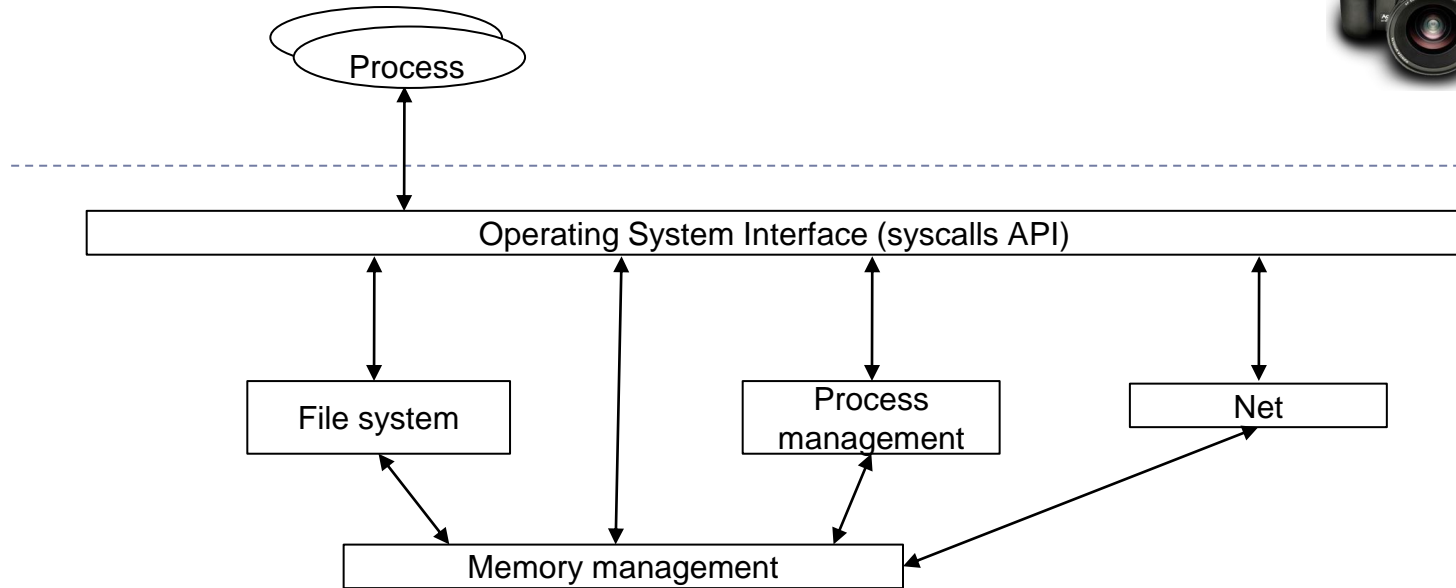 Process
Operating System Interface (syscalls API)
File system
Process
management
Net
Memory management